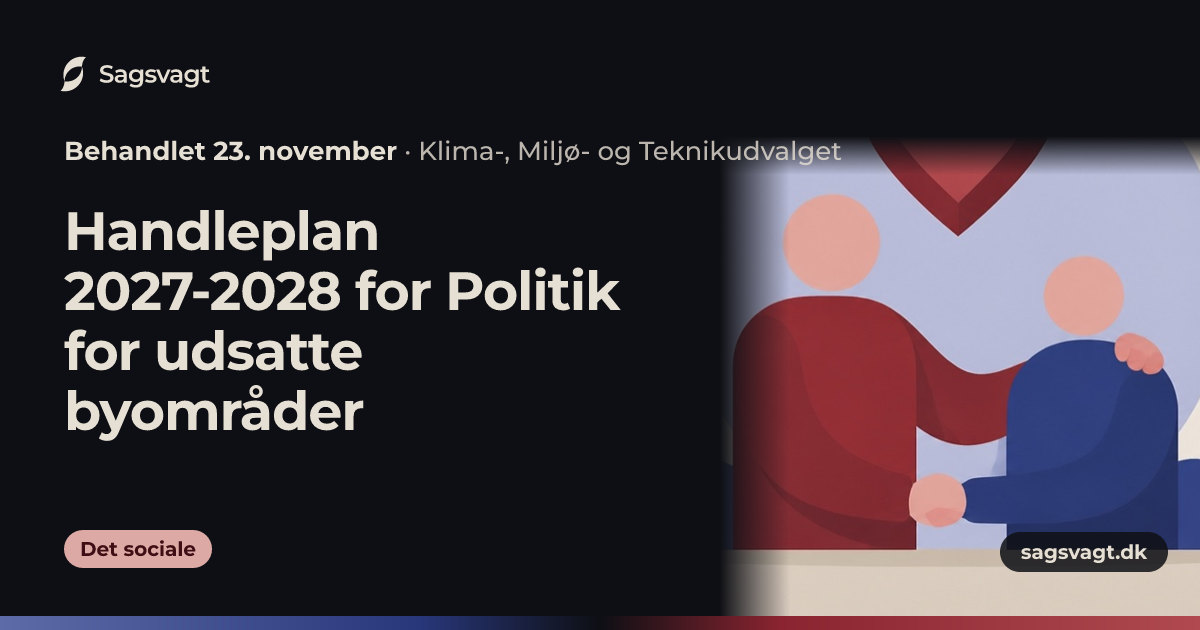 Sagsvagt
Behandlet 23. november · Klima-, Miljø- og Teknikudvalget
Handleplan
2027-2028 for Politik
for udsatte
byområder
Det sociale
sagsvagt.dk